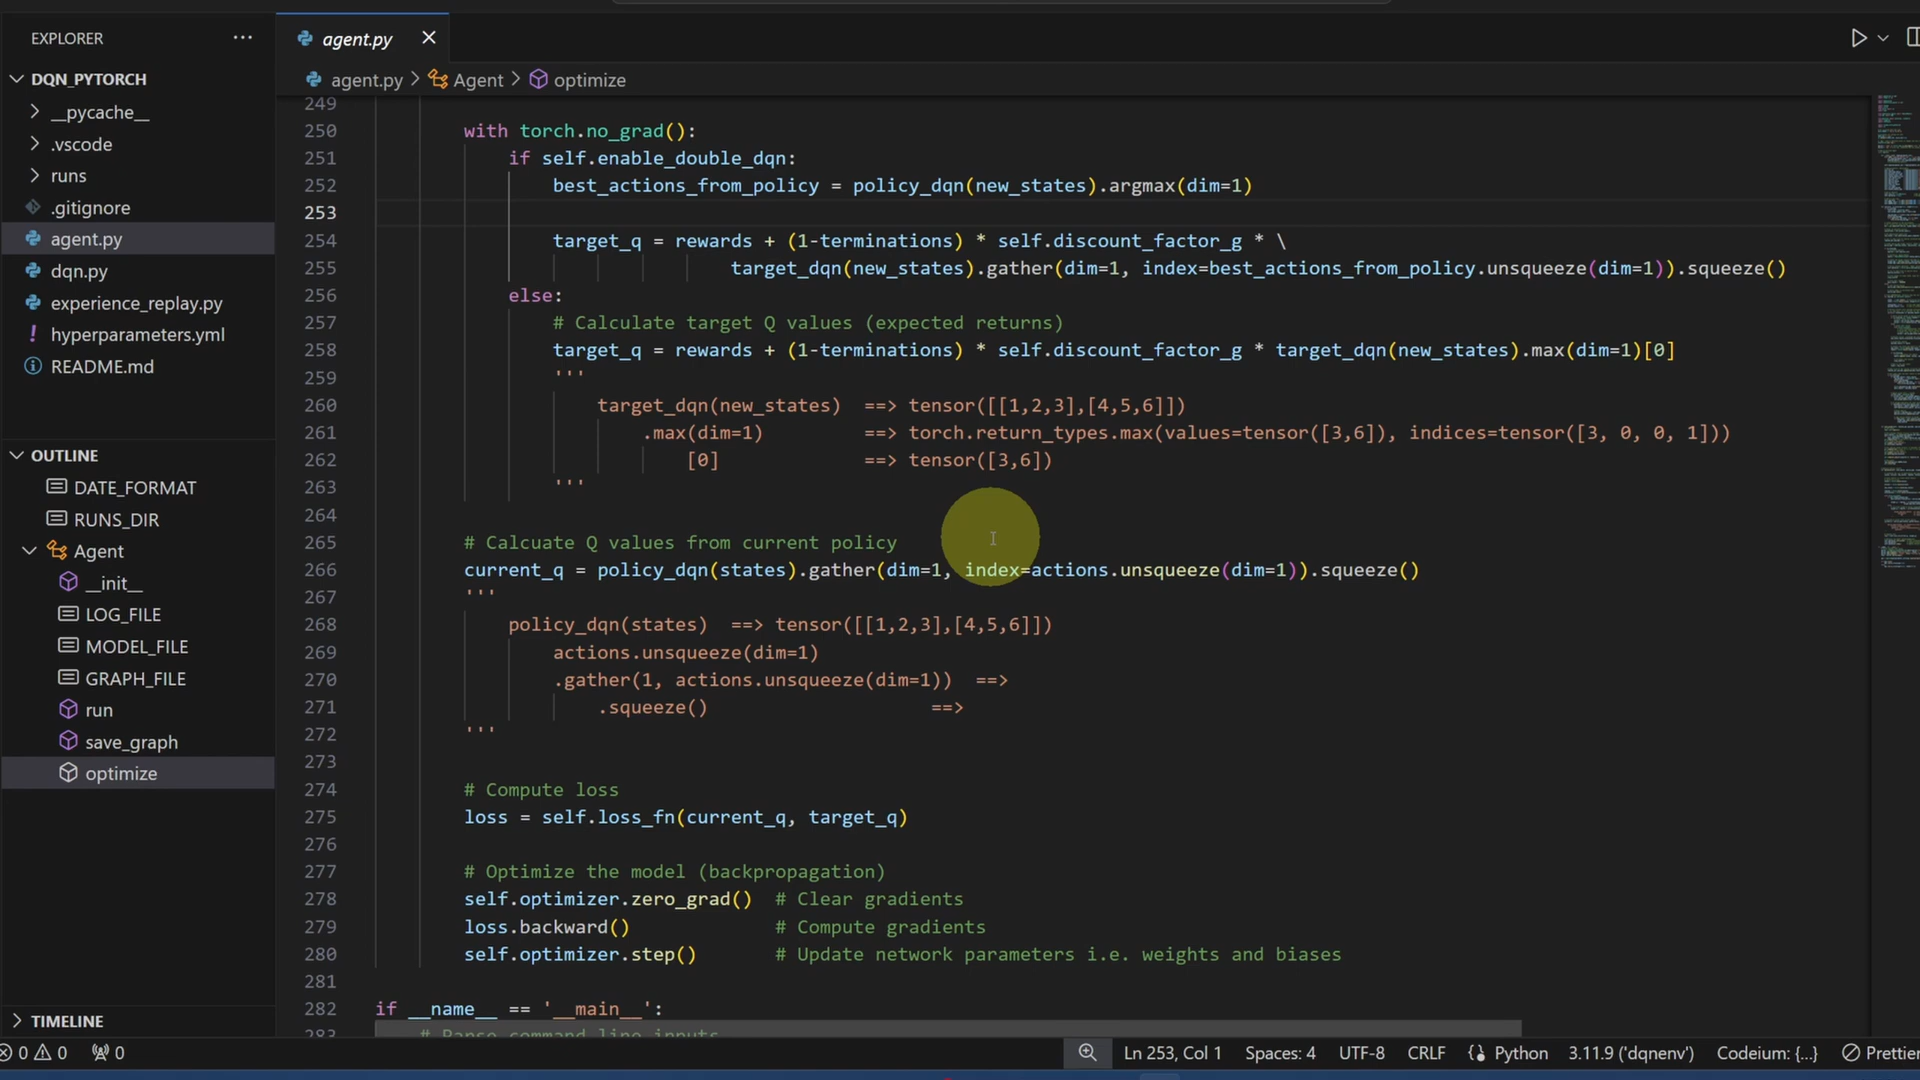 EXPLORER
DQN_PYTORCH
__pycache__
.vscode
runs
.gitignore
agent.py
dqn.py
experience_replay.py
hyperparameters.yml
README.md
OUTLINE
DATE_FORMAT
RUNS_DIR
Agent
__init__
LOG_FILE
MODEL_FILE
GRAPH_FILE
run
save_graph
optimize
TIMELINE
agent.py
agent.py > Agent > optimize
249
250 with torch.no_grad():
251 if self.enable_double_dqn:
252 best_actions_from_policy = policy_dqn(new_states).argmax(dim=1)
253
254 target_q = rewards + (1-terminations) * self.discount_factor_g * \
255 target_dqn(new_states).gather(dim=1, index=best_actions_from_policy.unsqueeze(dim=1)).squeeze()
256 else:
257 # Calculate target Q values (expected returns)
258 target_q = rewards + (1-terminations) * self.discount_factor_g * target_dqn(new_states).max(dim=1)[0]
259 '''
260 target_dqn(new_states) ==> tensor([[1,2,3],[4,5,6]])
261 .max(dim=1) ==> torch.return_types.max(values=tensor([3,6]), indices=tensor([3, 0, 0, 1]))
262 [0] ==> tensor([3,6])
263 '''
264
265 # Calcuate Q values from current policy
266 current_q = policy_dqn(states).gather(dim=1, index=actions.unsqueeze(dim=1)).squeeze()
267 '''
268 policy_dqn(states) ==> tensor([[1,2,3],[4,5,6]])
269 actions.unsqueeze(dim=1)
270 .gather(1, actions.unsqueeze(dim=1)) ==>
271 .squeeze() ==>
272 '''
273
274 # Compute loss
275 loss = self.loss_fn(current_q, target_q)
276
277 # Optimize the model (backpropagation)
278 self.optimizer.zero_grad() # Clear gradients
279 loss.backward() # Compute gradients
280 self.optimizer.step() # Update network parameters i.e. weights and biases
281
282 if __name__ == '__main__':
283 # Parse command line inputs
0 0 0 Ln 253, Col 1 Spaces: 4 UTF-8 CRLF Python 3.11.9 ('dqnenv') Codeium: {...} Prettier